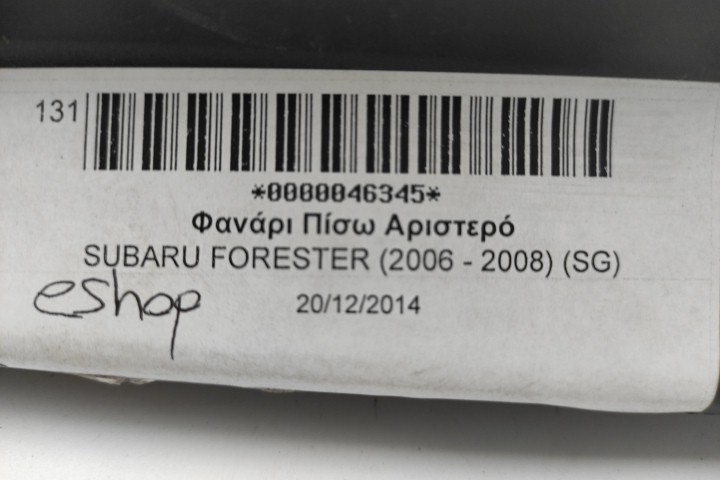 131
*0000046345*
Φανάρι Πίσω Αριστερό
SUBARU FORESTER (2006 - 2008) (SG)
eshop 20/12/2014